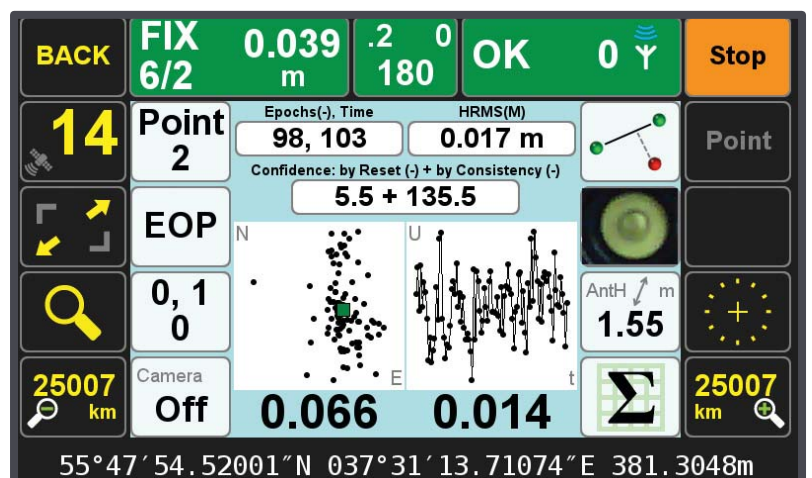 BACK
FIX 0.039
6/2 m
.2 0
180
OK 0
Stop
14
Point
2
Epochs(-), Time
98, 103
HRMS(M)
0.017 m
Point
Confidence: by Reset (-) + by Consistency (-)
5.5 + 135.5
EOP
N
U
0, 1
0
AntH m
1.55
E
t
25007
km
Camera
Off
0.066
0.014
Σ
25007
km
55°47′54.52001″N 037°31′13.71074″E 381.3048m